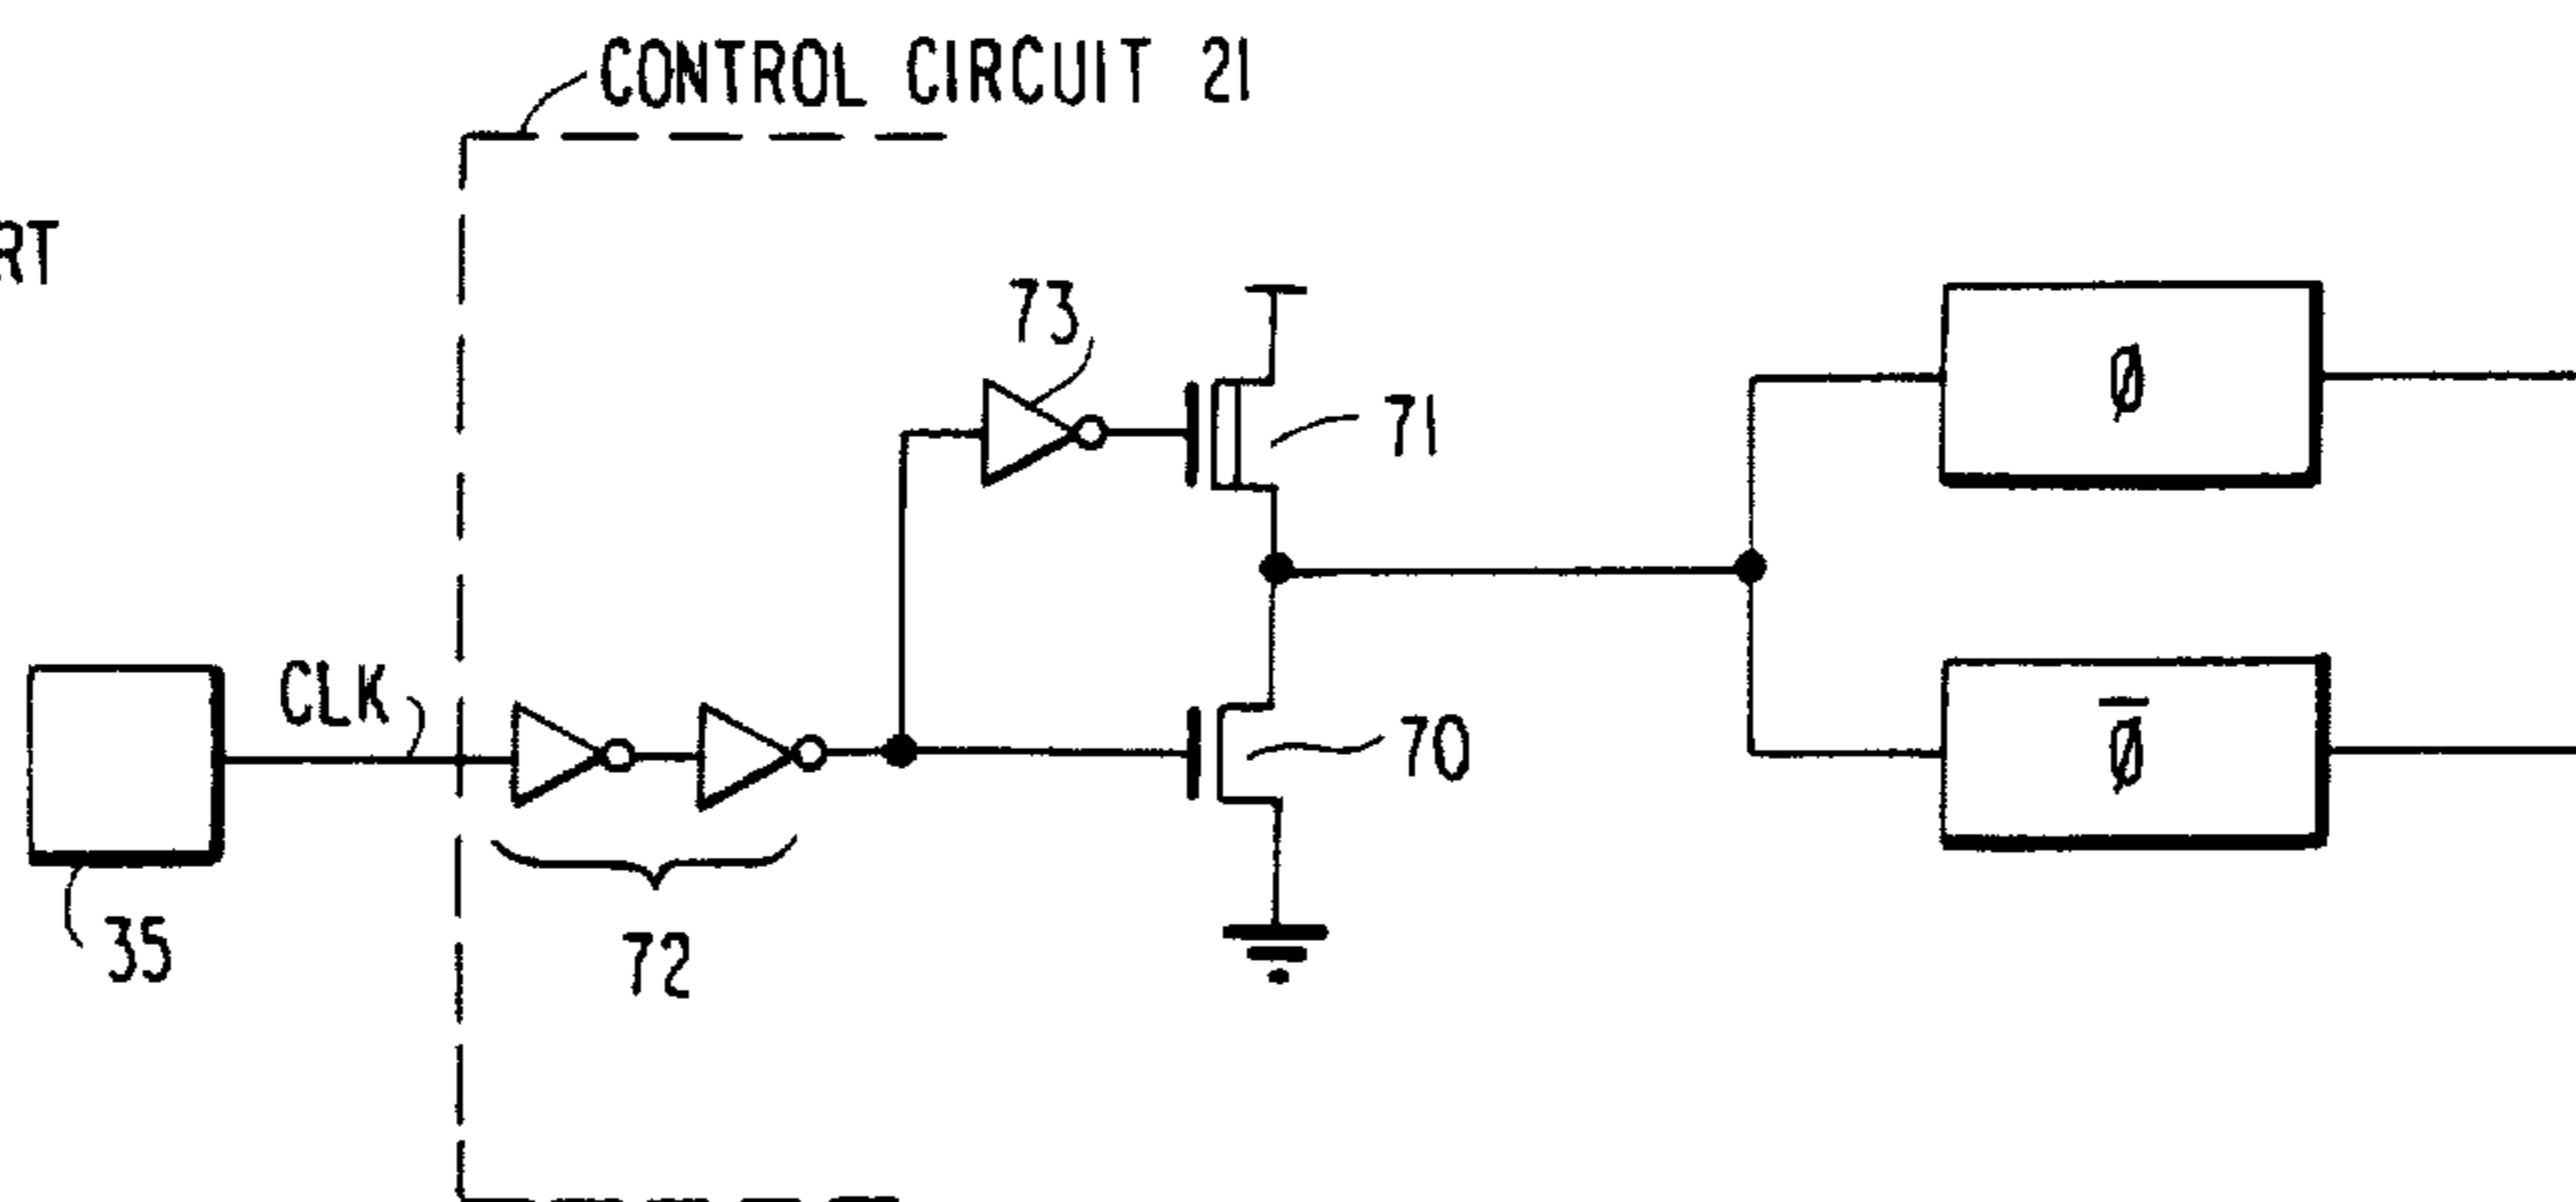 CONTROL CIRCUIT 21
RT
73
71
Ø
CLK
70
Ø̅
35
72